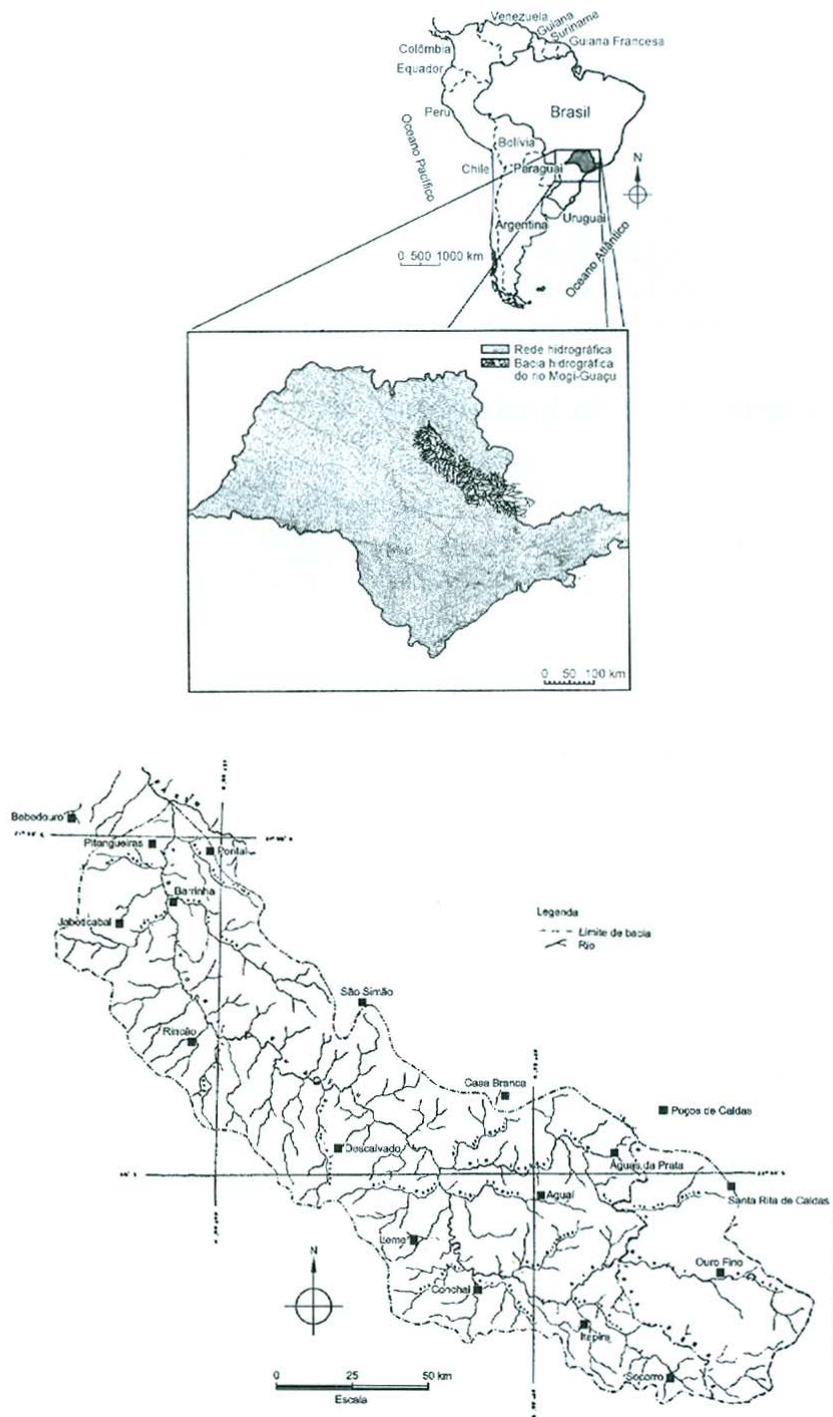 Venezuela
Guiana
Suriname
Guiana Francesa
Colômbia
Equador
Peru
Brasil
Bolívia
Oceano Pacífico
Chile
Paraguai
N
Argentina
Uruguai
Oceano Atlântico
0 500 1000 km
Rede hidrográfica
Bacia hidrográfica
do rio Mogi-Guaçu
0 50 100 km
Bebedouro
Pitangueiras
Pontal
Barrinha
Jaboticabal
Legenda
Limite de bacia
Rio
São Simão
Rincão
Casa Branca
Poços de Caldas
Descalvado
Águas da Prata
Aguaí
Santa Rita de Caldas
Leme
N
Ouro Fino
Conchal
Itapira
Socorro
0 25 50 km
Escala